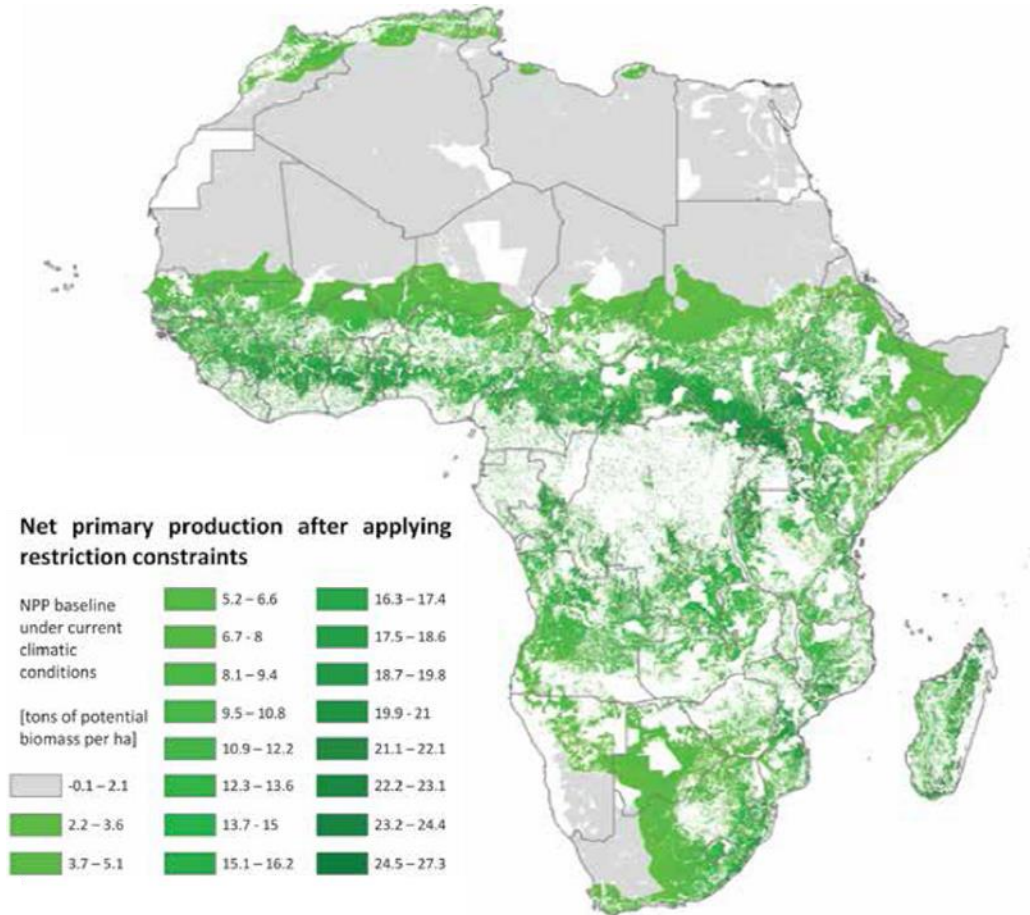 Net primary production after applying
restriction constraints
NPP baseline
under current
climatic
conditions
[tons of potential
biomass per ha]
-0.1 – 2.1
2.2 – 3.6
3.7 – 5.1
5.2 – 6.6
6.7 - 8
8.1 – 9.4
9.5 – 10.8
10.9 – 12.2
12.3 – 13.6
13.7 - 15
15.1 – 16.2
16.3 – 17.4
17.5 – 18.6
18.7 – 19.8
19.9 - 21
21.1 – 22.1
22.2 – 23.1
23.2 – 24.4
24.5 – 27.3